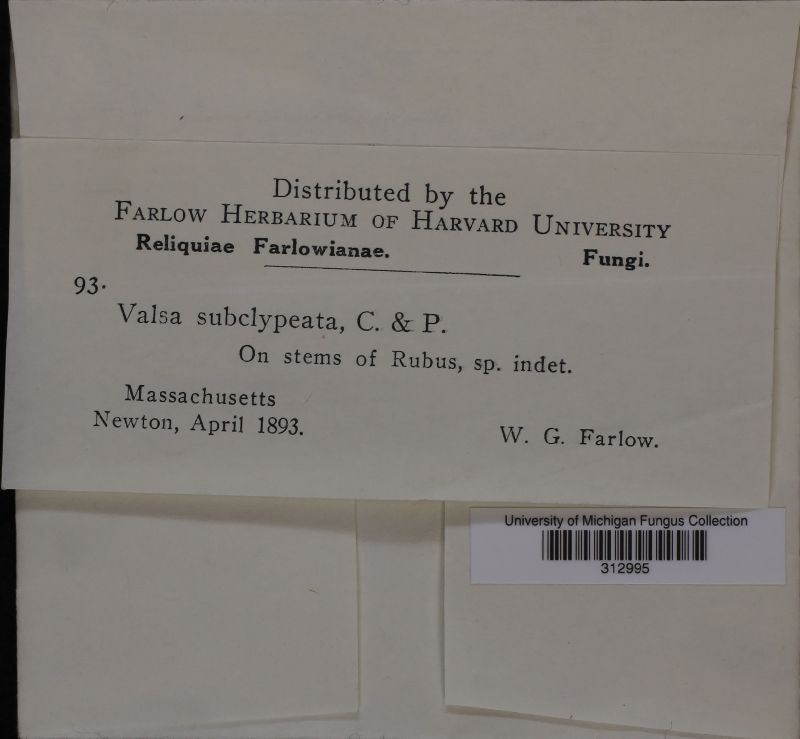 Distributed by the
FARLOW HERBARIUM OF HARVARD UNIVERSITY
Reliquiae Farlowianae. Fungi.
93.
Valsa subclypeata, C. & P.
On stems of Rubus, sp. indet.
Massachusetts
Newton, April 1893.
W. G. Farlow.
University of Michigan Fungus Collection
312995